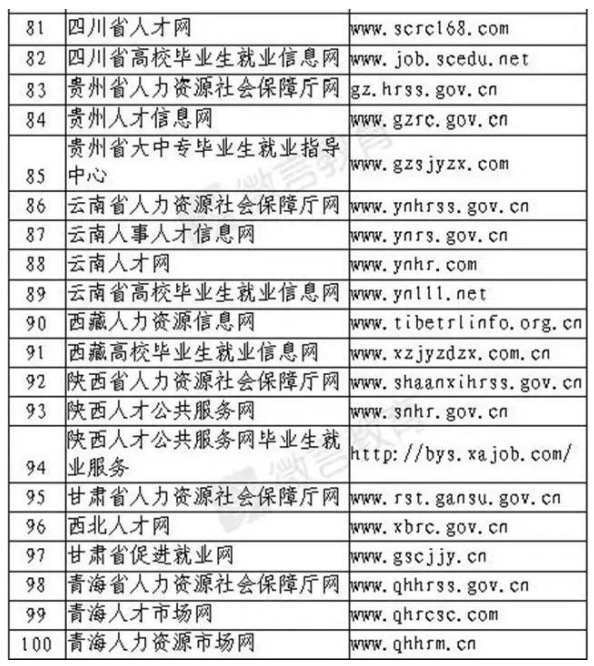 81 四川省人才网 www.scrc168.com
82 四川省高校毕业生就业信息网 www.job.scedu.net
83 贵州省人力资源社会保障厅网 gz.hrss.gov.cn
84 贵州人才信息网 www.gzrc.gov.cn
85 贵州省大中专毕业生就业指导 www.gzsjyzx.com
中心
86 云南省人力资源社会保障厅网 www.ynhrss.gov.cn
87 云南人事人才信息网 www.ynrs.gov.cn
88 云南人才网 www.ynhr.com
89 云南省高校毕业生就业信息网 www.yn111.net
90 西藏人力资源信息网 www.tibetrlinfo.org.cn
91 西藏高校毕业生就业信息网 www.xzjyzdzx.com.cn
92 陕西省人力资源社会保障厅网 www.shaanxihrss.gov.cn
93 陕西人才公共服务网 www.snhr.gov.cn
94 陕西人才公共服务网毕业生就 http://bys.xajob.com/
业服务
95 甘肃省人力资源社会保障厅网 www.rst.gansu.gov.cn
96 西北人才网 www.xbrc.gov.cn
97 甘肃省促进就业网 www.gscjjy.cn
98 青海省人力资源社会保障厅网 www.qhhrss.gov.cn
99 青海人才市场网 www.qhrcsc.com
100 青海人力资源市场网 www.qhhrm.cn
微言教育
微言教育